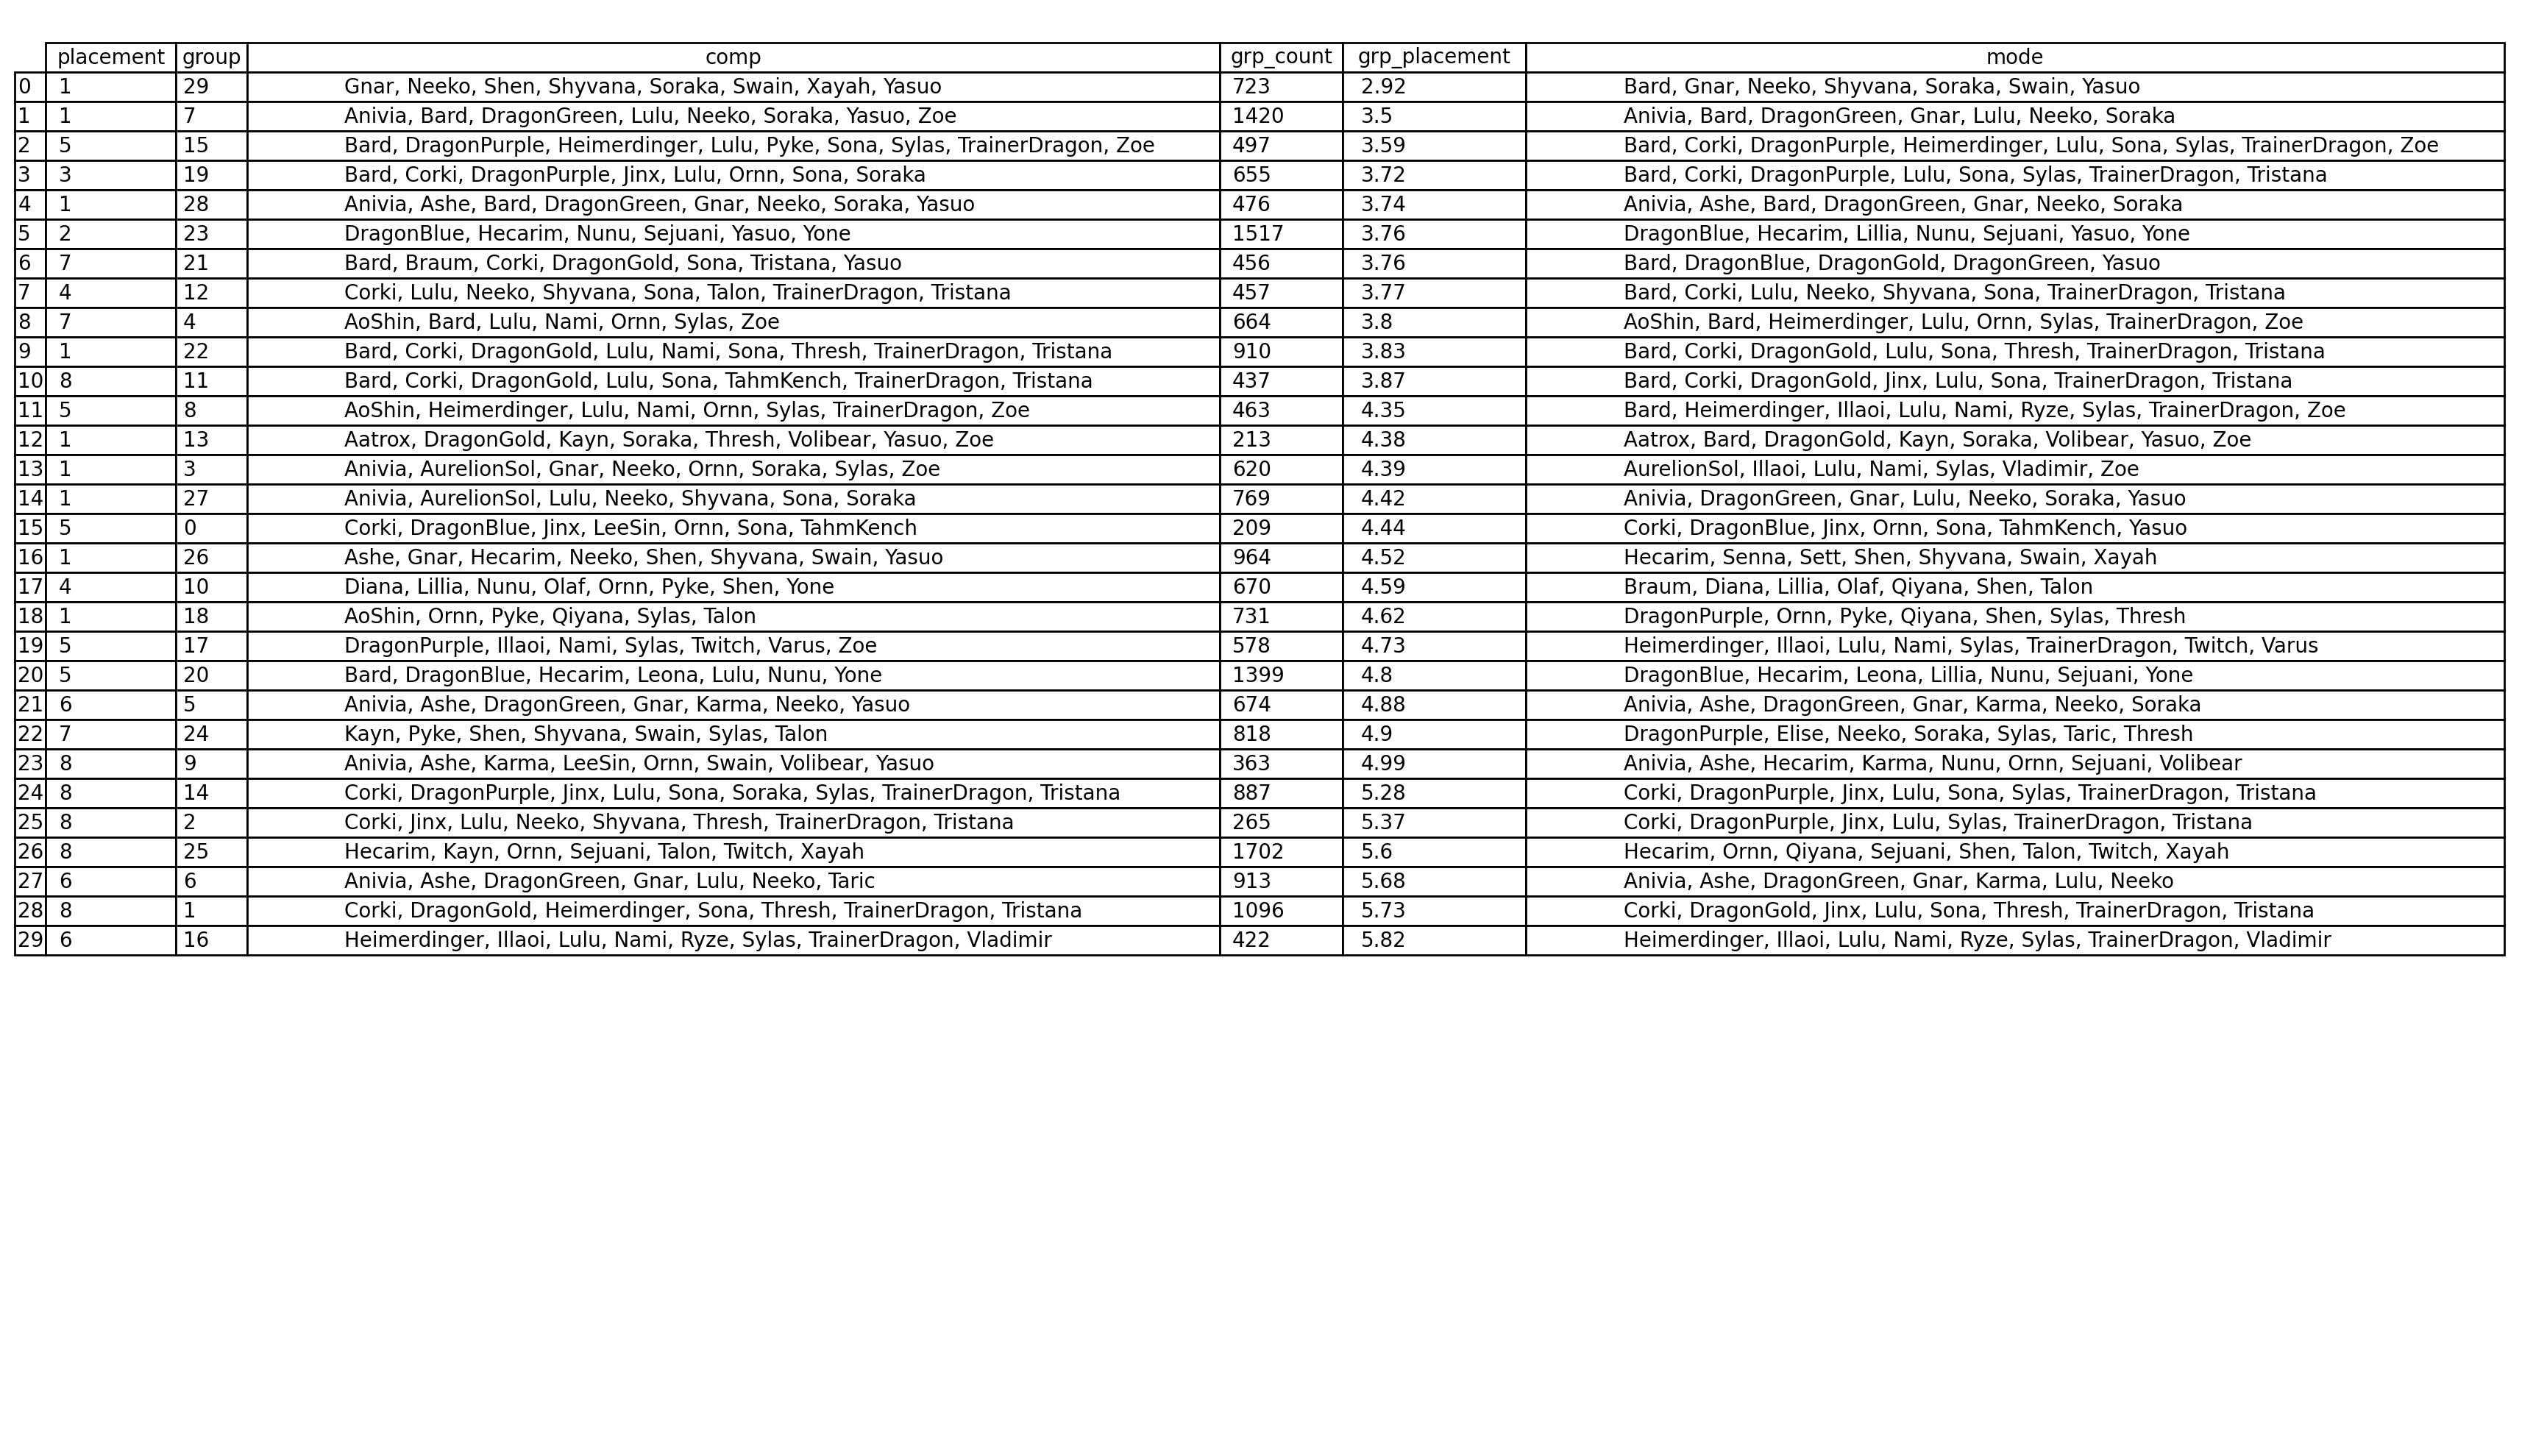 placement group comp grp_count grp_placement mode
0 1 29 Gnar, Neeko, Shen, Shyvana, Soraka, Swain, Xayah, Yasuo 723 2.92 Bard, Gnar, Neeko, Shyvana, Soraka, Swain, Yasuo
1 1 7 Anivia, Bard, DragonGreen, Lulu, Neeko, Soraka, Yasuo, Zoe 1420 3.5 Anivia, Bard, DragonGreen, Gnar, Lulu, Neeko, Soraka
2 5 15 Bard, DragonPurple, Heimerdinger, Lulu, Pyke, Sona, Sylas, TrainerDragon, Zoe 497 3.59 Bard, Corki, DragonPurple, Heimerdinger, Lulu, Sona, Sylas, TrainerDragon, Zoe
3 3 19 Bard, Corki, DragonPurple, Jinx, Lulu, Ornn, Sona, Soraka 655 3.72 Bard, Corki, DragonPurple, Lulu, Sona, Sylas, TrainerDragon, Tristana
4 1 28 Anivia, Ashe, Bard, DragonGreen, Gnar, Neeko, Soraka, Yasuo 476 3.74 Anivia, Ashe, Bard, DragonGreen, Gnar, Neeko, Soraka
5 2 23 DragonBlue, Hecarim, Nunu, Sejuani, Yasuo, Yone 1517 3.76 DragonBlue, Hecarim, Lillia, Nunu, Sejuani, Yasuo, Yone
6 7 21 Bard, Braum, Corki, DragonGold, Sona, Tristana, Yasuo 456 3.76 Bard, DragonBlue, DragonGold, DragonGreen, Yasuo
7 4 12 Corki, Lulu, Neeko, Shyvana, Sona, Talon, TrainerDragon, Tristana 457 3.77 Bard, Corki, Lulu, Neeko, Shyvana, Sona, TrainerDragon, Tristana
8 7 4 AoShin, Bard, Lulu, Nami, Ornn, Sylas, Zoe 664 3.8 AoShin, Bard, Heimerdinger, Lulu, Ornn, Sylas, TrainerDragon, Zoe
9 1 22 Bard, Corki, DragonGold, Lulu, Nami, Sona, Thresh, TrainerDragon, Tristana 910 3.83 Bard, Corki, DragonGold, Lulu, Sona, Thresh, TrainerDragon, Tristana
10 8 11 Bard, Corki, DragonGold, Lulu, Sona, TahmKench, TrainerDragon, Tristana 437 3.87 Bard, Corki, DragonGold, Jinx, Lulu, Sona, TrainerDragon, Tristana
11 5 8 AoShin, Heimerdinger, Lulu, Nami, Ornn, Sylas, TrainerDragon, Zoe 463 4.35 Bard, Heimerdinger, Illaoi, Lulu, Nami, Ryze, Sylas, TrainerDragon, Zoe
12 1 13 Aatrox, DragonGold, Kayn, Soraka, Thresh, Volibear, Yasuo, Zoe 213 4.38 Aatrox, Bard, DragonGold, Kayn, Soraka, Volibear, Yasuo, Zoe
13 1 3 Anivia, AurelionSol, Gnar, Neeko, Ornn, Soraka, Sylas, Zoe 620 4.39 AurelionSol, Illaoi, Lulu, Nami, Sylas, Vladimir, Zoe
14 1 27 Anivia, AurelionSol, Lulu, Neeko, Shyvana, Sona, Soraka 769 4.42 Anivia, DragonGreen, Gnar, Lulu, Neeko, Soraka, Yasuo
15 5 0 Corki, DragonBlue, Jinx, LeeSin, Ornn, Sona, TahmKench 209 4.44 Corki, DragonBlue, Jinx, Ornn, Sona, TahmKench, Yasuo
16 1 26 Ashe, Gnar, Hecarim, Neeko, Shen, Shyvana, Swain, Yasuo 964 4.52 Hecarim, Senna, Sett, Shen, Shyvana, Swain, Xayah
17 4 10 Diana, Lillia, Nunu, Olaf, Ornn, Pyke, Shen, Yone 670 4.59 Braum, Diana, Lillia, Olaf, Qiyana, Shen, Talon
18 1 18 AoShin, Ornn, Pyke, Qiyana, Sylas, Talon 731 4.62 DragonPurple, Ornn, Pyke, Qiyana, Shen, Sylas, Thresh
19 5 17 DragonPurple, Illaoi, Nami, Sylas, Twitch, Varus, Zoe 578 4.73 Heimerdinger, Illaoi, Lulu, Nami, Sylas, TrainerDragon, Twitch, Varus
20 5 20 Bard, DragonBlue, Hecarim, Leona, Lulu, Nunu, Yone 1399 4.8 DragonBlue, Hecarim, Leona, Lillia, Nunu, Sejuani, Yone
21 6 5 Anivia, Ashe, DragonGreen, Gnar, Karma, Neeko, Yasuo 674 4.88 Anivia, Ashe, DragonGreen, Gnar, Karma, Neeko, Soraka
22 7 24 Kayn, Pyke, Shen, Shyvana, Swain, Sylas, Talon 818 4.9 DragonPurple, Elise, Neeko, Soraka, Sylas, Taric, Thresh
23 8 9 Anivia, Ashe, Karma, LeeSin, Ornn, Swain, Volibear, Yasuo 363 4.99 Anivia, Ashe, Hecarim, Karma, Nunu, Ornn, Sejuani, Volibear
24 8 14 Corki, DragonPurple, Jinx, Lulu, Sona, Soraka, Sylas, TrainerDragon, Tristana 887 5.28 Corki, DragonPurple, Jinx, Lulu, Sona, Sylas, TrainerDragon, Tristana
25 8 2 Corki, Jinx, Lulu, Neeko, Shyvana, Thresh, TrainerDragon, Tristana 265 5.37 Corki, DragonPurple, Jinx, Lulu, Sylas, TrainerDragon, Tristana
26 8 25 Hecarim, Kayn, Ornn, Sejuani, Talon, Twitch, Xayah 1702 5.6 Hecarim, Ornn, Qiyana, Sejuani, Shen, Talon, Twitch, Xayah
27 6 6 Anivia, Ashe, DragonGreen, Gnar, Lulu, Neeko, Taric 913 5.68 Anivia, Ashe, DragonGreen, Gnar, Karma, Lulu, Neeko
28 8 1 Corki, DragonGold, Heimerdinger, Sona, Thresh, TrainerDragon, Tristana 1096 5.73 Corki, DragonGold, Jinx, Lulu, Sona, Thresh, TrainerDragon, Tristana
29 6 16 Heimerdinger, Illaoi, Lulu, Nami, Ryze, Sylas, TrainerDragon, Vladimir 422 5.82 Heimerdinger, Illaoi, Lulu, Nami, Ryze, Sylas, TrainerDragon, Vladimir